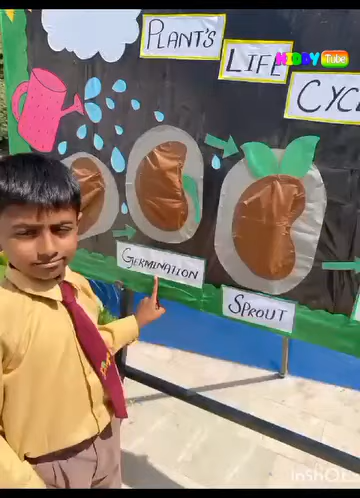 KIDDY Tube
PLANT'S
LIFE
CYC
GERMINATION
SPROUT
InShOt